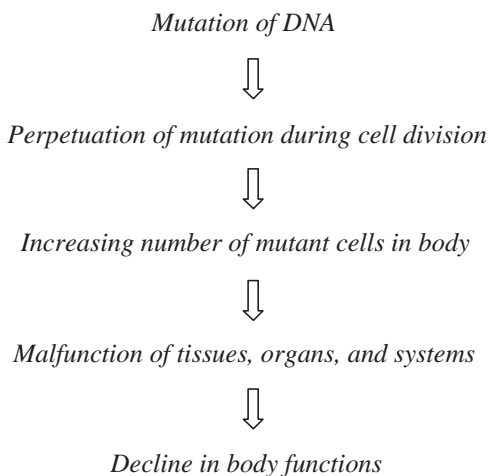 Mutation of DNA
Perpetuation of mutation during cell division
Increasing number of mutant cells in body
Malfunction of tissues, organs, and systems
Decline in body functions